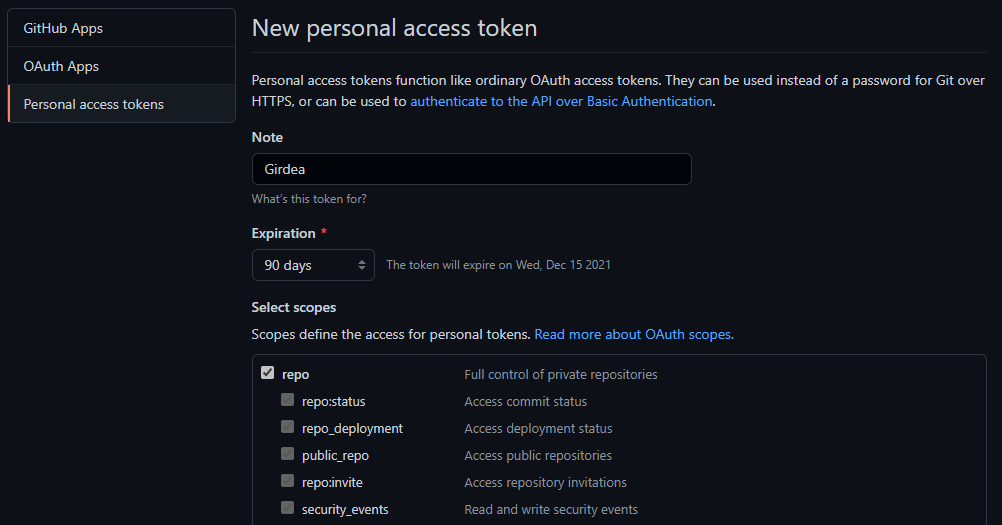 GitHub Apps
OAuth Apps
Personal access tokens
New personal access token
Personal access tokens function like ordinary OAuth access tokens. They can be used instead of a password for Git over
HTTPS, or can be used to authenticate to the API over Basic Authentication.
Note
Girdea
What's this token for?
Expiration *
90 days The token will expire on Wed, Dec 15 2021
Select scopes
Scopes define the access for personal tokens. Read more about OAuth scopes.
repo Full control of private repositories
repo:status Access commit status
repo_deployment Access deployment status
public_repo Access public repositories
repo:invite Access repository invitations
security_events Read and write security events